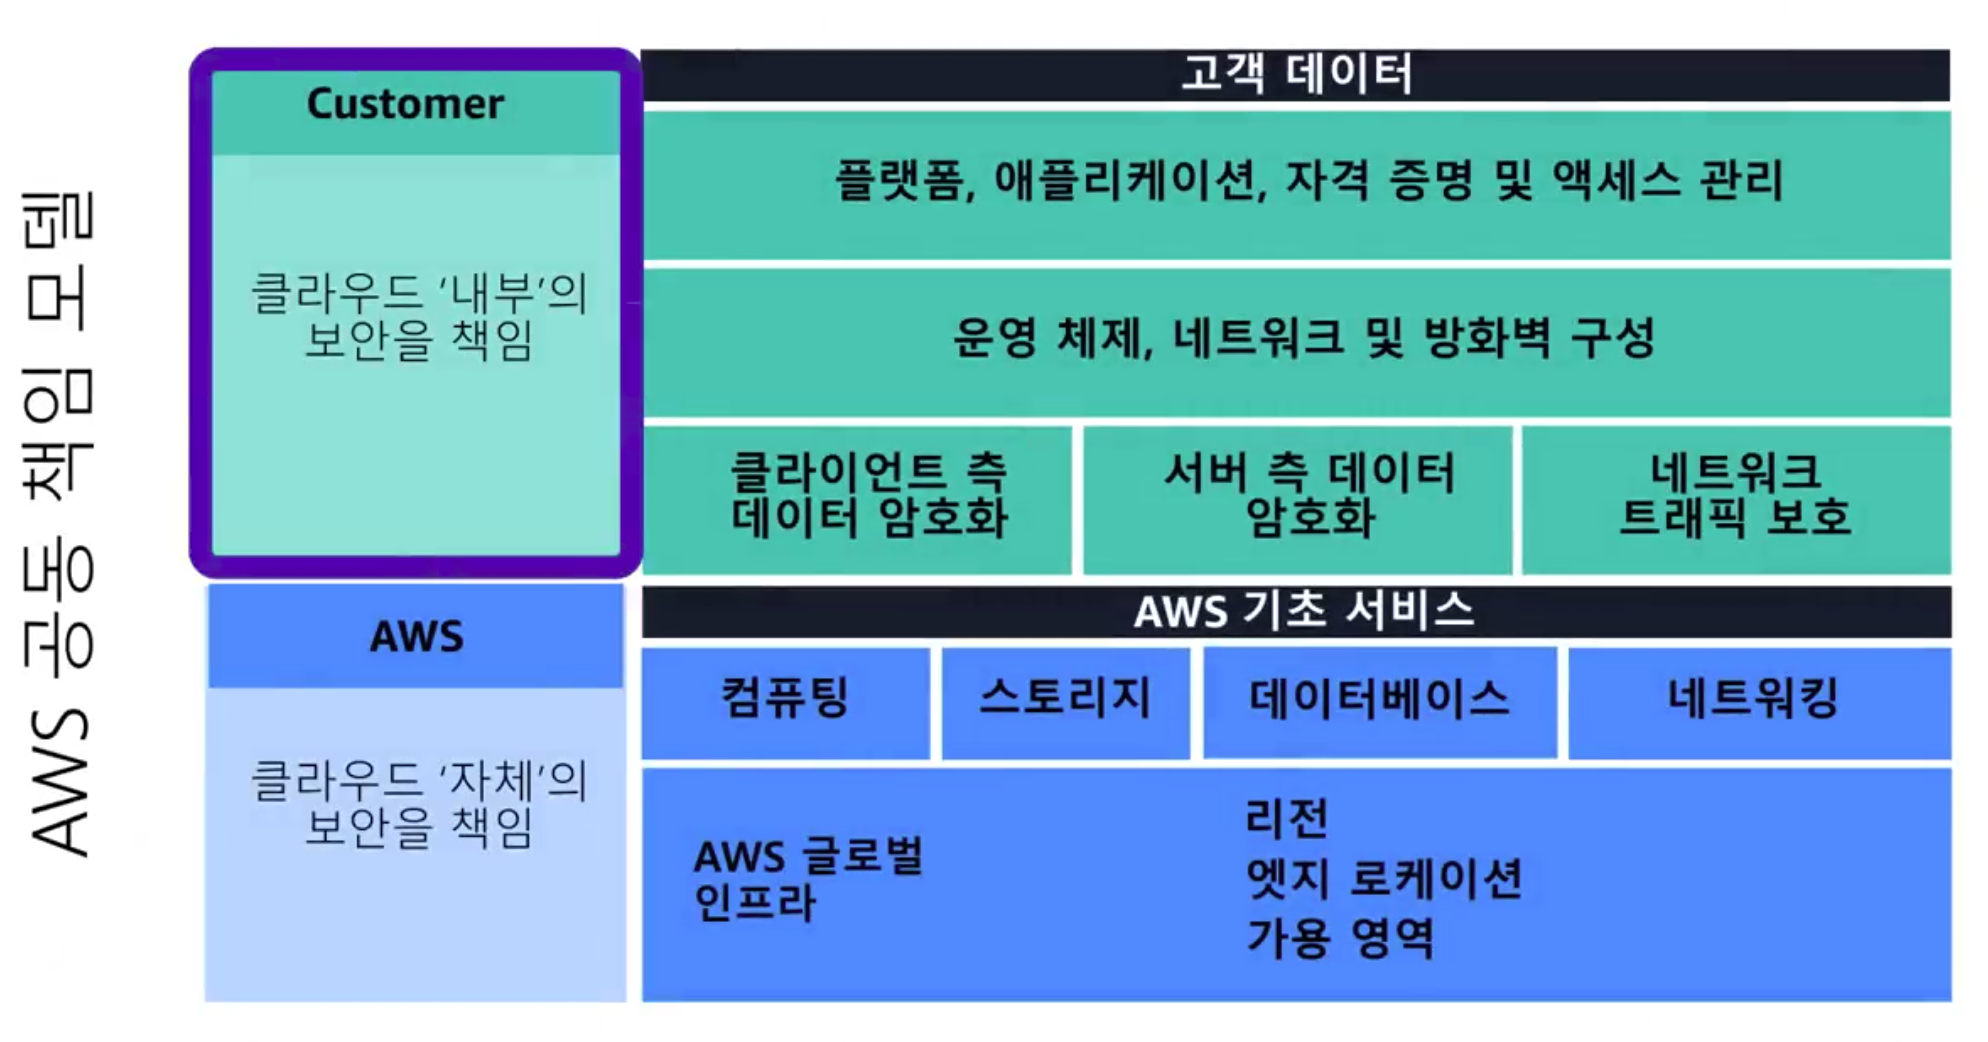 AWS 공동 책임 모델
Customer
클라우드 ‘내부’의
보안을 책임
고객 데이터
플랫폼, 애플리케이션, 자격 증명 및 액세스 관리
운영 체제, 네트워크 및 방화벽 구성
클라이언트 측
데이터 암호화
서버 측 데이터
암호화
네트워크
트래픽 보호
AWS
클라우드 ‘자체’의
보안을 책임
AWS 기초 서비스
컴퓨팅
스토리지
데이터베이스
네트워킹
AWS 글로벌
인프라
리전
엣지 로케이션
가용 영역